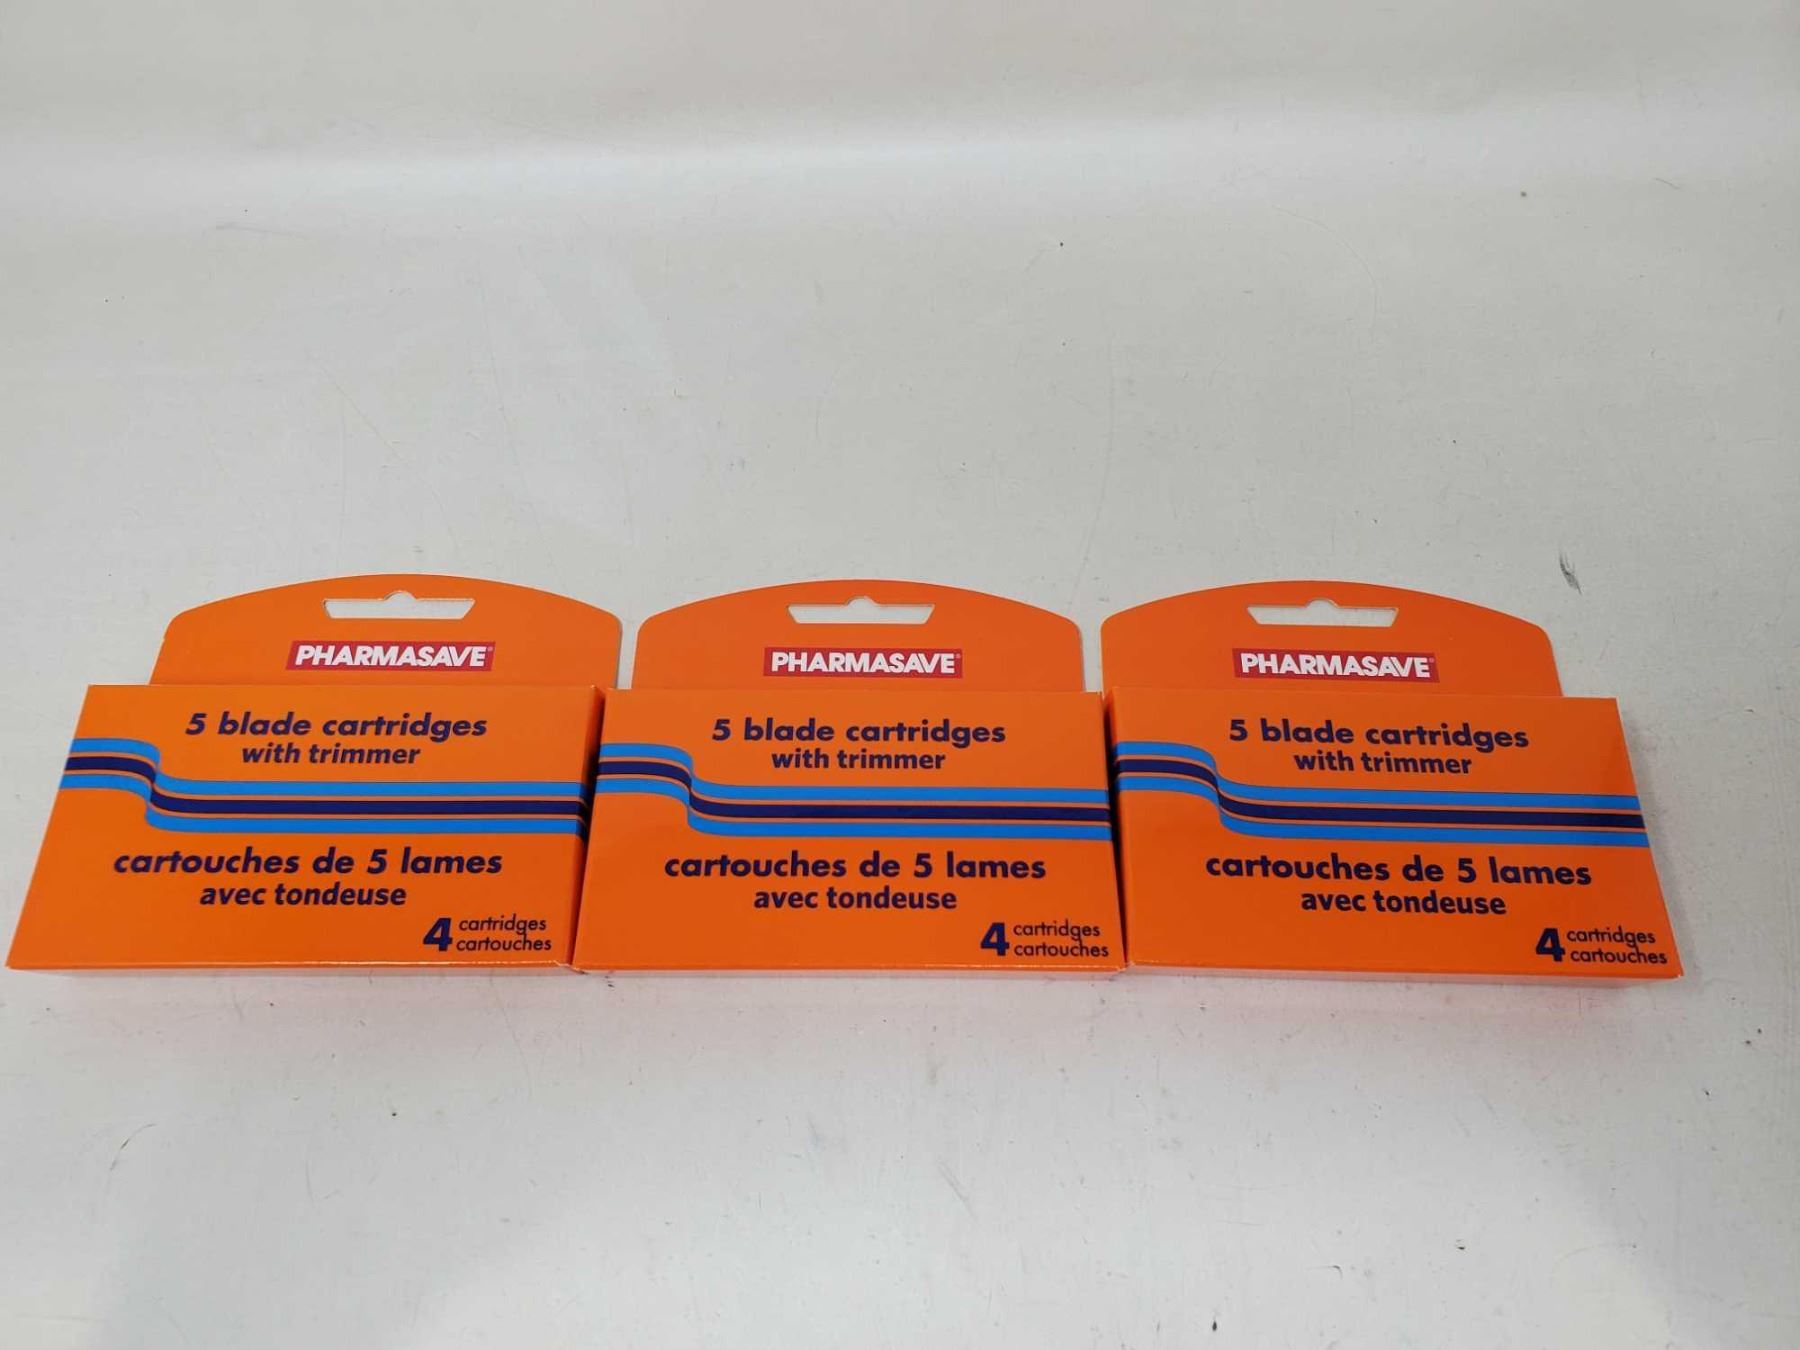 PHARMASAVE®
5 blade cartridges
with trimmer
cartouches de 5 lames
avec tondeuse
4 cartridges
cartouches
PHARMASAVE®
5 blade cartridges
with trimmer
cartouches de 5 lames
avec tondeuse
4 cartridges
cartouches
PHARMASAVE®
5 blade cartridges
with trimmer
cartouches de 5 lames
avec tondeuse
4 cartridges
cartouches